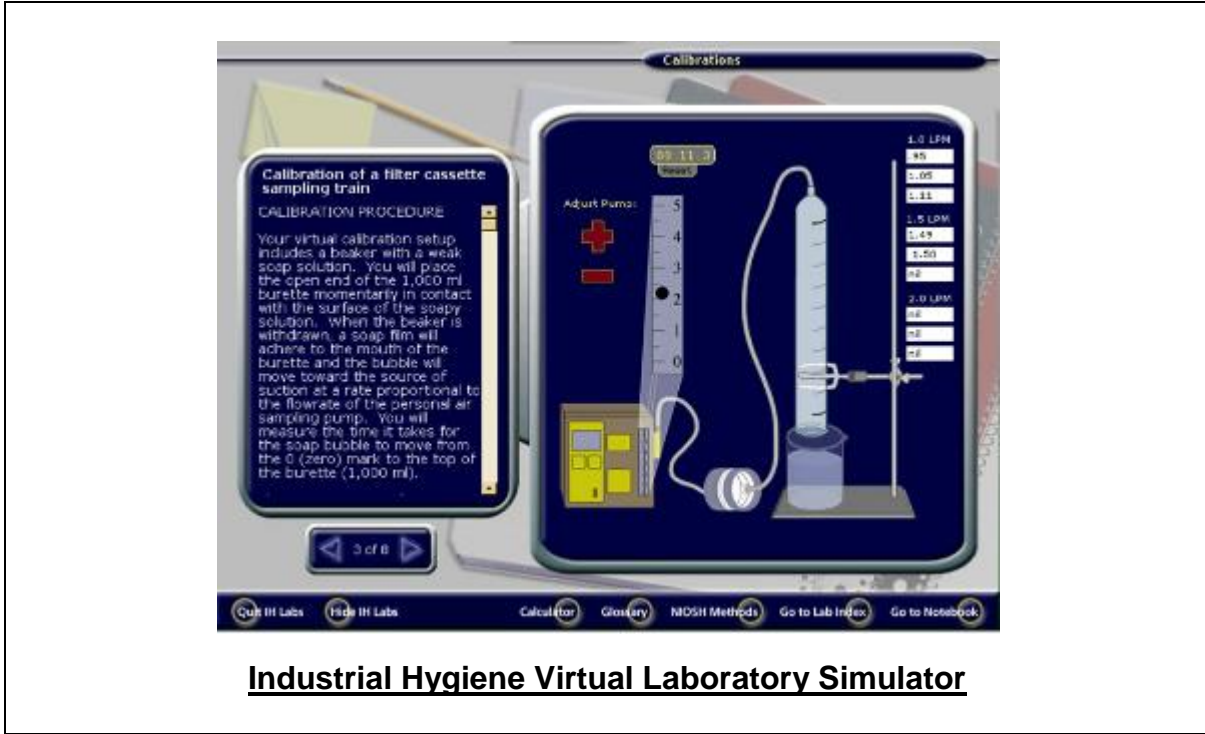 Calibrations
Calibration of a filter cassette
sampling train
CALIBRATION PROCEDURE
Your virtual calibration setup
includes a beaker with a weak
soap solution. You will place
the open end of the 1,000 ml
burette momentarily in contact
with the surface of the soapy
solution. When the beaker is
withdrawn, a soap film will
adhere to the mouth of the
burette and the bubble will
move toward the source of
suction at a rate proportional to
the flowrate of the personal air
sampling pump. You will
measure the time it takes for
the soap bubble to move from
the 0 (zero) mark to the top of
the burette (1,000 ml).
3 of 8
Reset
Adjust Pump:
5
4
3
2
1
0
1.0 LPM
.95
1.05
1.11
1.5 LPM
1.49
1.50
nil
2.0 LPM
nil
nil
nil
Quit IH Labs
Hide IH Labs
Calculator
Glossary
NIOSH Methods
Go to Lab Index
Go to Notebook
Industrial Hygiene Virtual Laboratory Simulator